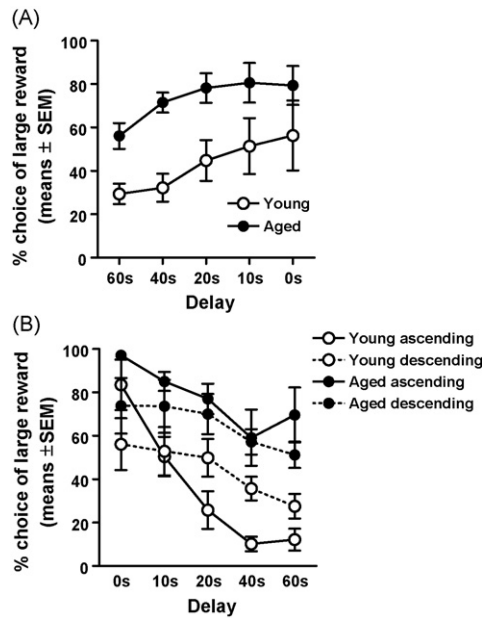 (A)
% choice of large reward
(means ± SEM)
100
80
60
40
20
0
Young
Aged
60s 40s 20s 10s 0s
Delay
(B)
% choice of large reward
(means ±SEM)
100
80
60
40
20
0
0s 10s 20s 40s 60s
Delay
Young ascending
Young descending
Aged ascending
Aged descending